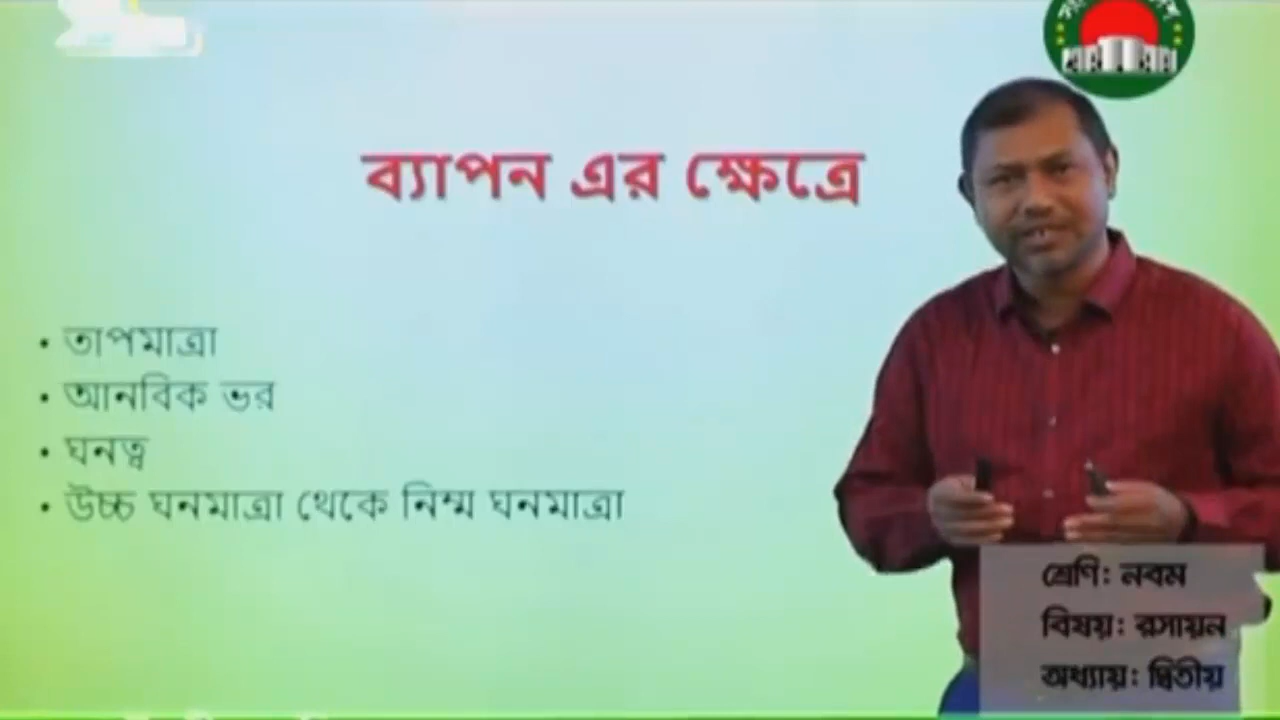 ব্যাপন এর ক্ষেত্রে
• তাপমাত্রা
• আনবিক ভর
• ঘনত্ব
• উচ্চ ঘনমাত্রা থেকে নিম্ম ঘনমাত্রা
শ্রেণি: নবম
বিষয়: রসায়ন
অধ্যায়: দ্বিতীয়